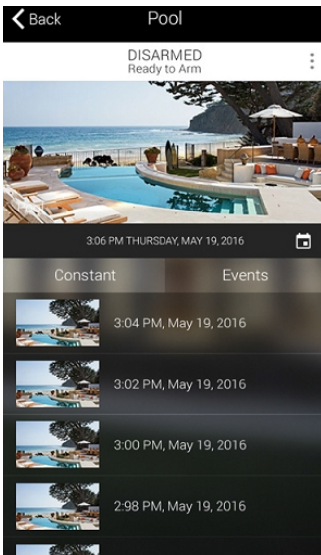 Back
Pool
DISARMED
Ready to Arm
3:06 PM THURSDAY, MAY 19, 2016
Constant
Events
3:04 PM, May 19, 2016
3:02 PM, May 19, 2016
3:00 PM, May 19, 2016
2:98 PM, May 19, 2016